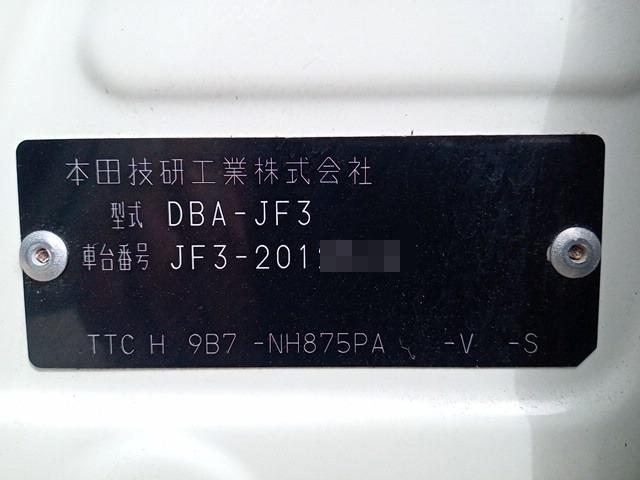 本田技研工業株式会社
型式 DBA-JF3
車台番号 JF3-201
TTC H 9B7 -NH875PA -V -S